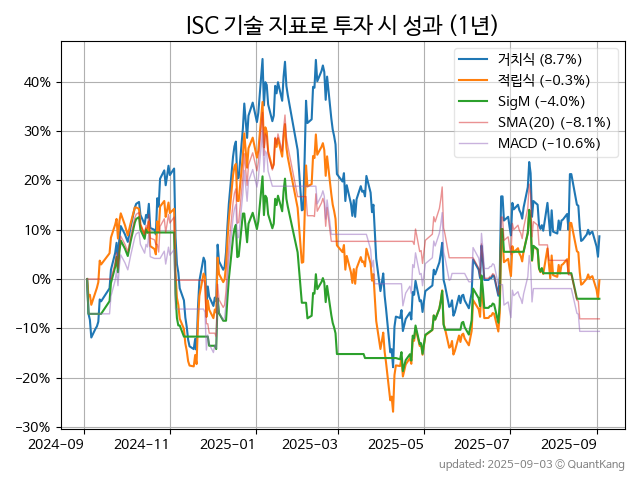 ISC 기술 지표로 투자 시 성과 (1년)
거치식 (8.7%)
적립식 (−0.3%)
SigM (−4.0%)
SMA(20) (−8.1%)
MACD (−10.6%)
40%
30%
20%
10%
0%
−10%
−20%
−30%
2024-09 2024-11 2025-01 2025-03 2025-05 2025-07 2025-09
updated: 2025-09-03 ⓒ QuantKang